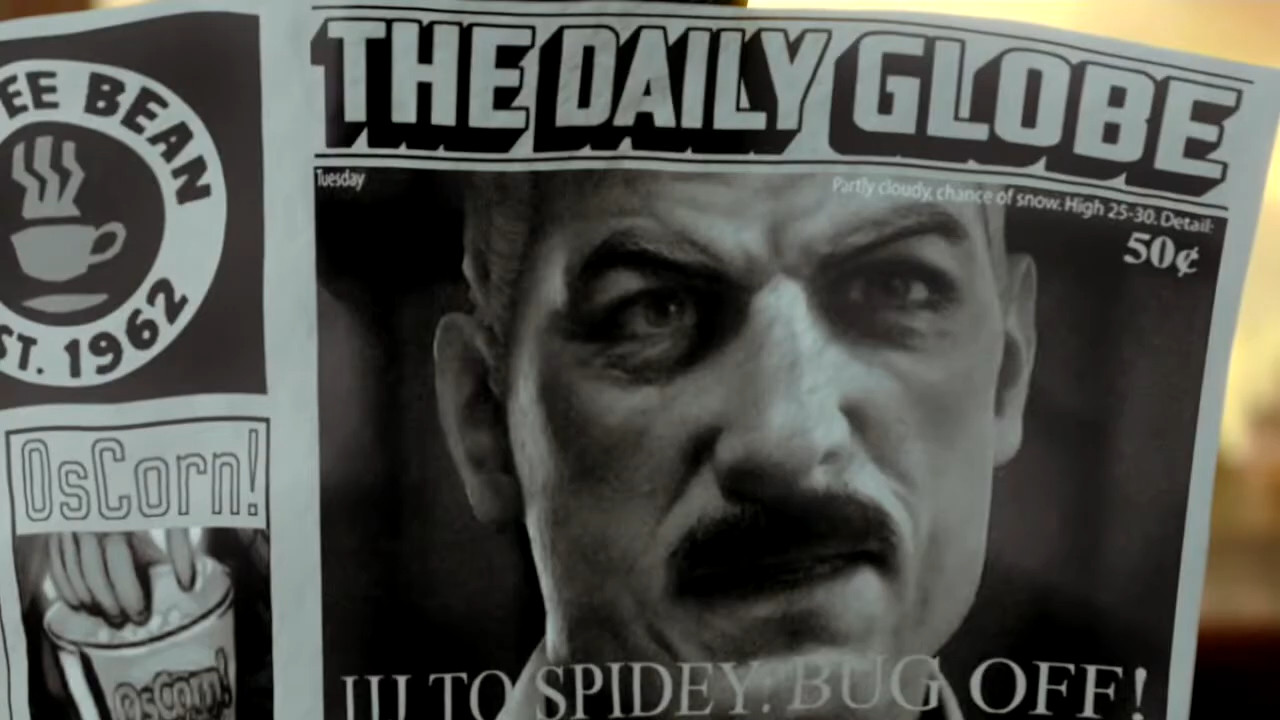 EE BEAN
ST. 1962
OsCorn!
OsCorn!
THE DAILY GLOBE
Tuesday
Partly cloudy, chance of snow. High 25-30. Detail:
50¢
JJJ TO SPIDEY: BUG OFF!